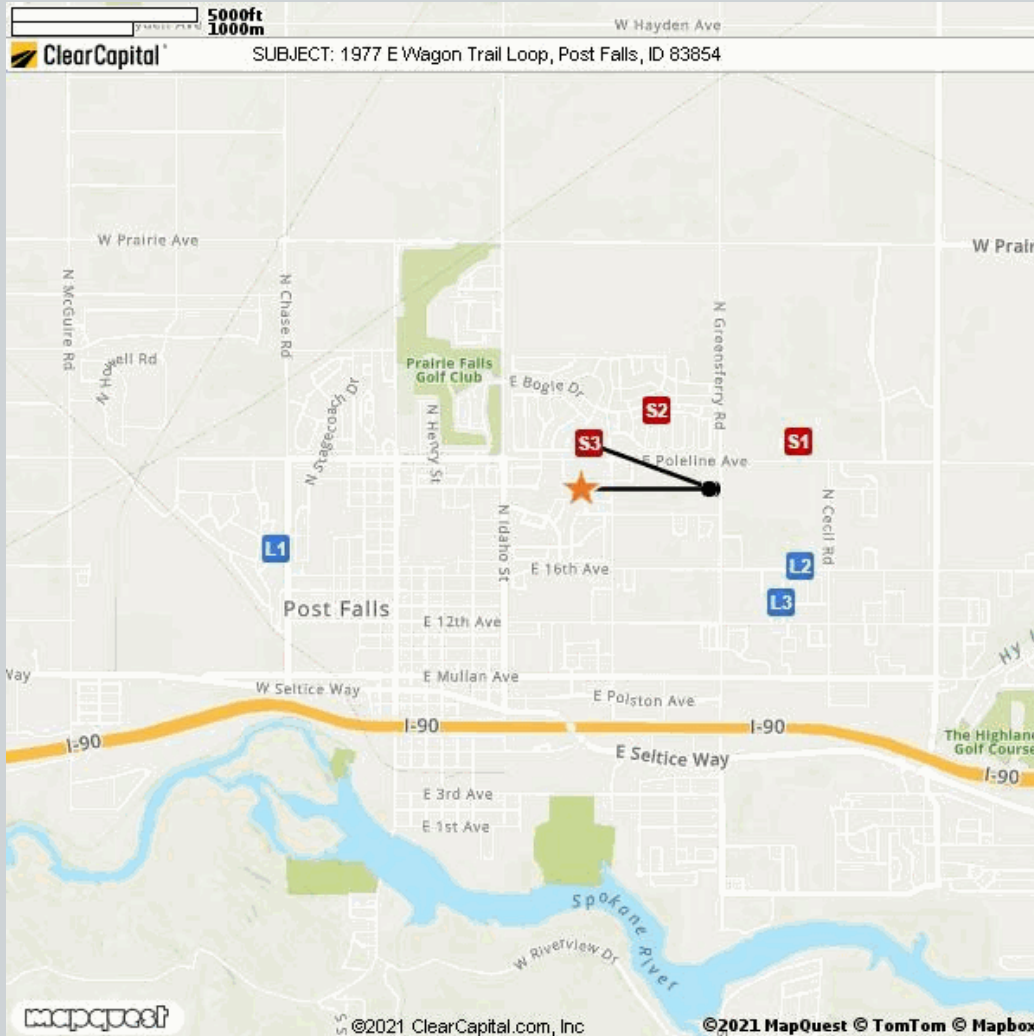 5000ft
1000m
W Hayden Ave
ClearCapital
SUBJECT: 1977 E Wagon Trail Loop, Post Falls, ID 83854
W Prairie Ave
W Prair
N McGuire Rd
N Chase Rd
N Greensferry Rd
N Howell Rd
Prairie Falls
Golf Club
E Bogie Dr
N Stagecoach Dr
N Henry St
S2
S3
S1
E Poleline Ave
N Idaho St
N Cecil Rd
L1
E 16th Ave
L2
L3
Post Falls
E 12th Ave
Way
E Mullan Ave
W Seltice Way
E Polston Ave
I-90
I-90
I-90
E Seltice Way
The Highland
Golf Course
I-90
E 3rd Ave
E 1st Ave
Spokane River
W Riverview Dr
mapquest
©2021 ClearCapital.com, Inc
©2021 MapQuest © TomTom © Mapbox